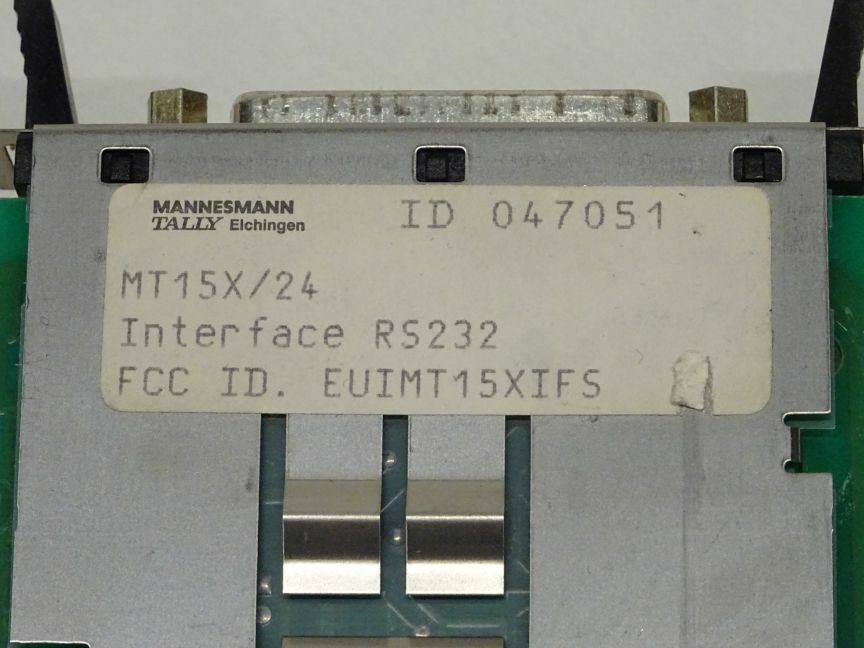 MANNESMANN
TALLY Elchingen
ID 047051
MT15X/24
Interface RS232
FCC ID. EUIMT15XIFS